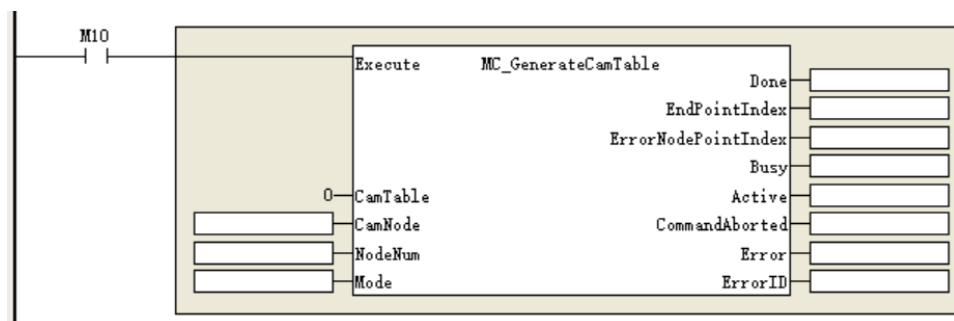 M10
Execute MC_GenerateCamTable
Done
EndPointIndex
ErrorNodePointIndex
Busy
0 CamTable Active
CamNode CommandAborted
NodeNum Error
Mode ErrorID